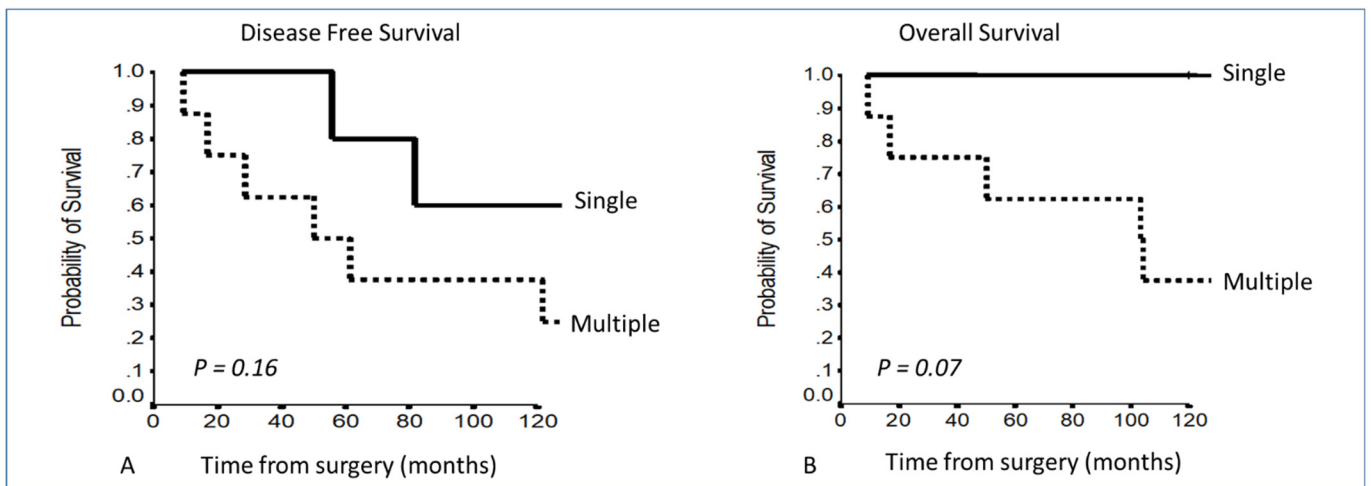 Disease Free Survival
1.0
.9
.8
.7
.6
.5
.4
.3
.2
.1
0.0
Probability of Survival
Single
Multiple
P = 0.16
0 20 40 60 80 100 120
A Time from surgery (months)
Overall Survival
1.0
.9
.8
.7
.6
.5
.4
.3
.2
.1
0.0
Probability of Survival
Single
Multiple
P = 0.07
0 20 40 60 80 100 120
B Time from surgery (months)